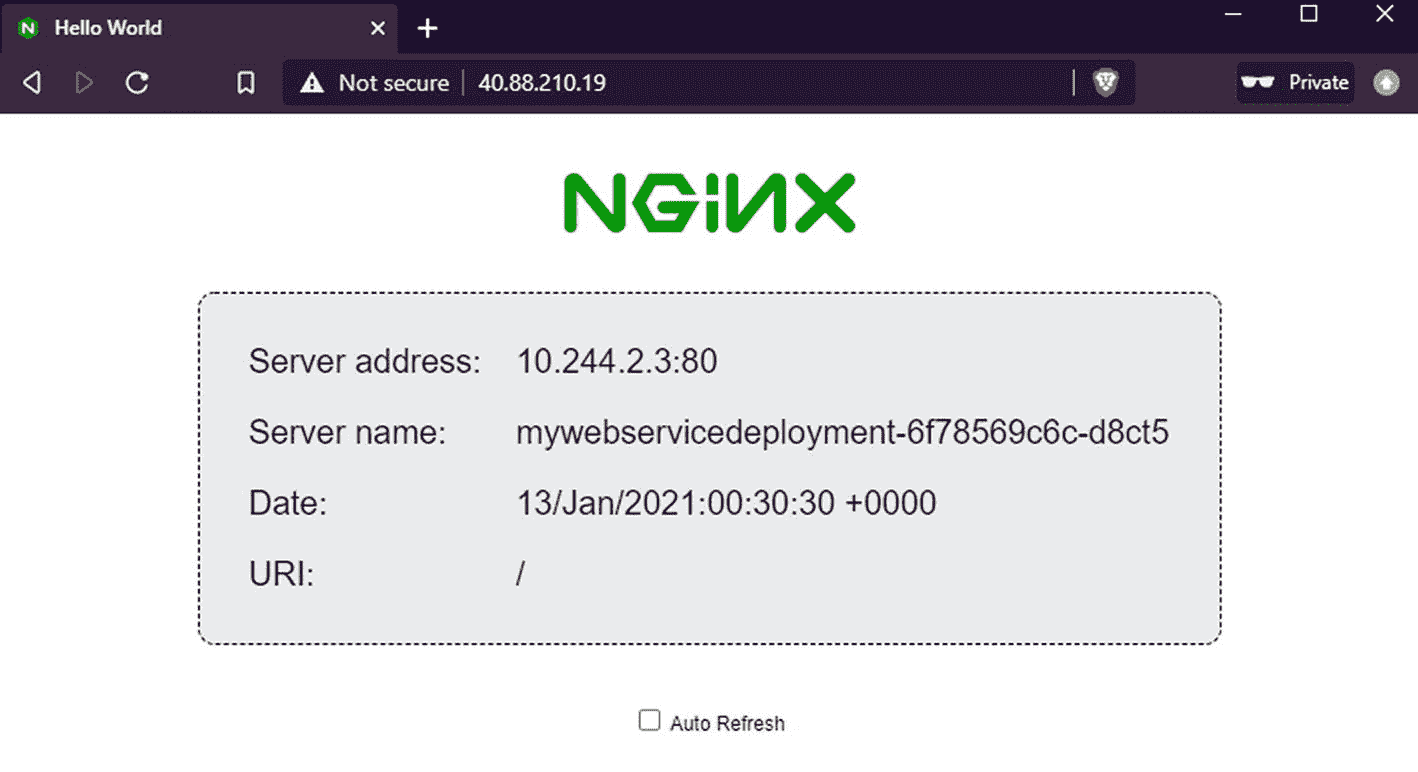 Hello World
Not secure 40.88.210.19 Private
NGINX
Server address: 10.244.2.3:80
Server name: mywebservicedeployment-6f78569c6c-d8ct5
Date: 13/Jan/2021:00:30:30 +0000
URI: /
Auto Refresh